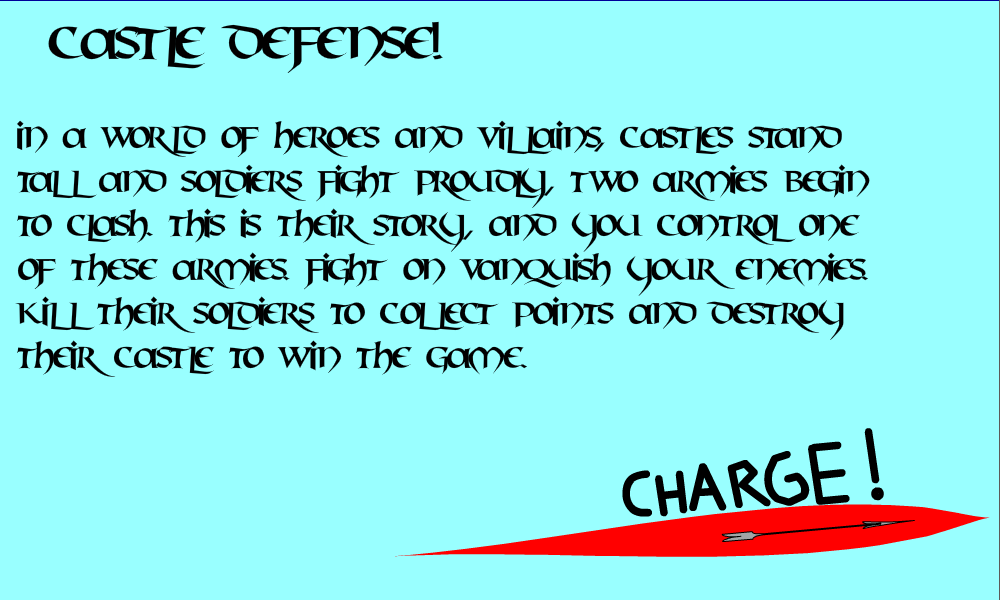 Castle Defense!
In a world of heroes and villains, castles stand
tall and soldiers fight proudly, two armies begin
to clash. This is their story, and you control one
of these armies. Fight on vanquish your enemies.
Kill their soldiers to collect points and destroy
their castle to win the game.
CHARGE!